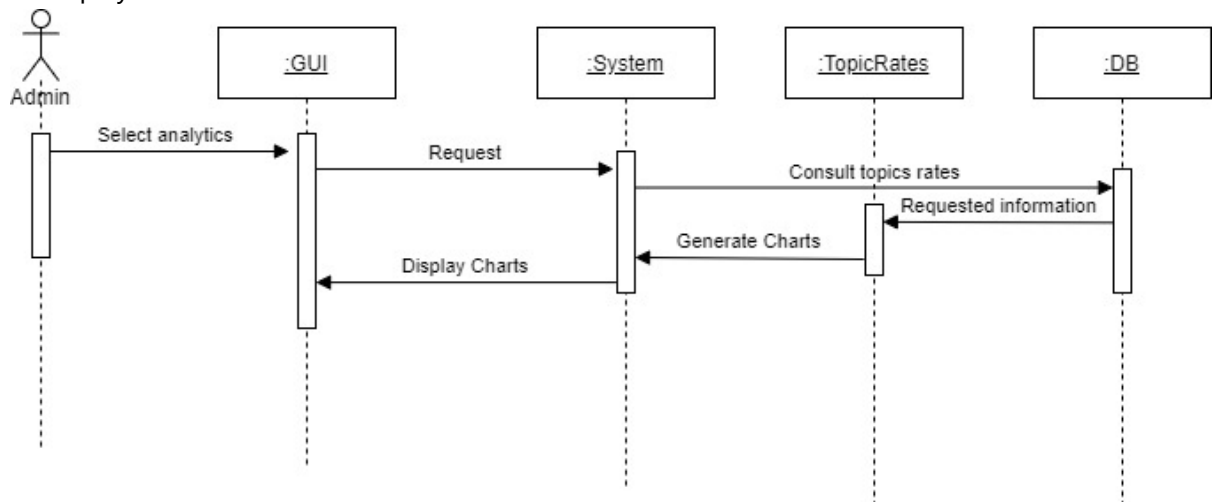 :GUI
:System
:TopicRates
:DB
Admin
Select analytics
Request
Consult topics rates
Requested information
Generate Charts
Display Charts